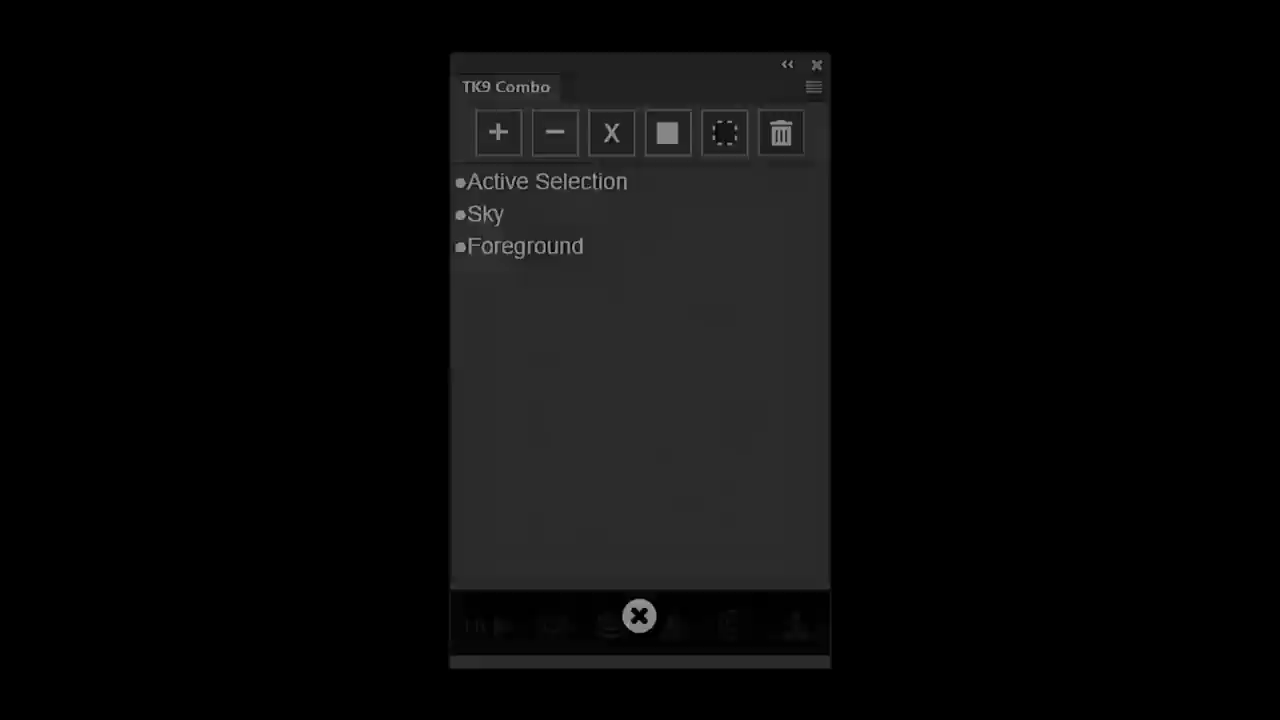 TK9 Combo
+ − X
•Active Selection
•Sky
•Foreground